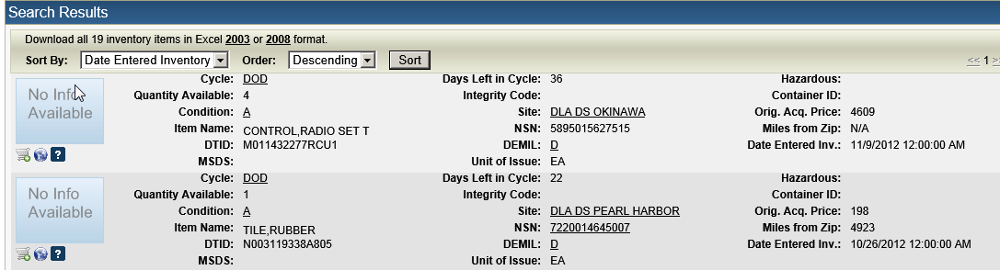 Search Results
Download all 19 inventory items in Excel 2003 or 2008 format.
Sort By: Date Entered Inventory Order: Descending Sort << 1 >
No Info Available
Cycle: DOD Days Left in Cycle: 36 Hazardous:
Quantity Available: 4 Integrity Code: Container ID:
Condition: A Site: DLA DS OKINAWA Orig. Acq. Price: 4609
Item Name: CONTROL,RADIO SET T NSN: 5895015627515 Miles from Zip: N/A
DTID: M011432277RCU1 DEMIL: D Date Entered Inv.: 11/9/2012 12:00:00 AM
MSDS: Unit of Issue: EA
?
No Info Available
Cycle: DOD Days Left in Cycle: 22 Hazardous:
Quantity Available: 1 Integrity Code: Container ID:
Condition: A Site: DLA DS PEARL HARBOR Orig. Acq. Price: 198
Item Name: TILE,RUBBER NSN: 7220014645007 Miles from Zip: 4923
DTID: N003119338A805 DEMIL: D Date Entered Inv.: 10/26/2012 12:00:00 AM
MSDS: Unit of Issue: EA
?